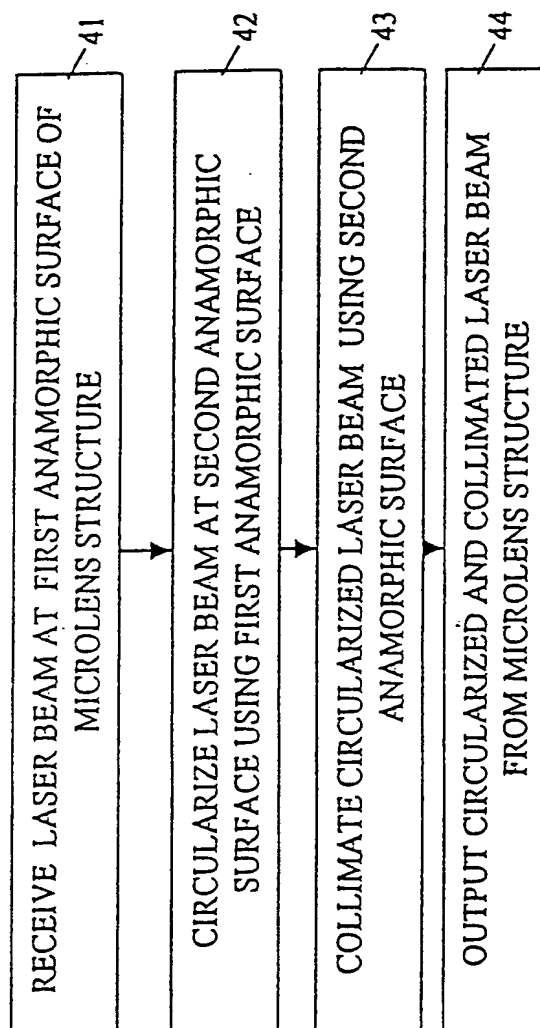 41
RECEIVE LASER BEAM AT FIRST ANAMORPHIC SURFACE OF
MICROLENS STRUCTURE
42
CIRCULARIZE LASER BEAM AT SECOND ANAMORPHIC
SURFACE USING FIRST ANAMORPHIC SURFACE
43
COLLIMATE CIRCULARIZED LASER BEAM USING SECOND
ANAMORPHIC SURFACE
44
OUTPUT CIRCULARIZED AND COLLIMATED LASER BEAM
FROM MICROLENS STRUCTURE